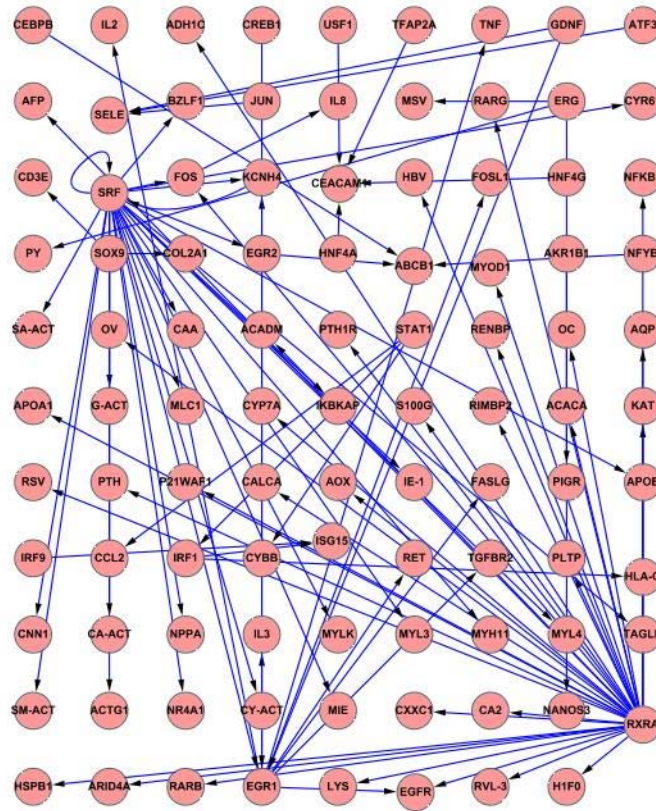 CEBPB IL2 ADH1C CREB1 USF1 TFAP2A TNF GDNF ATF3
AFP SELE BZLF1 JUN IL8 MSV RARG ERG CYR6
CD3E SRF FOS KCNH4 CEACAM1 HBV FOSL1 HNF4G NFKB
PY SOX9 COL2A1 EGR2 HNF4A ABCB1 MYOD1 AKR1B1 NFYB
SA-ACT OV CAA ACADM PTH1R STAT1 RENBP OC AQP
APOA1 G-ACT MLC1 CYP7A IKBKAP S100G RIMBP2 ACACA KAT
RSV PTH P21WAF1 CALCA AOX IE-1 FASLG PIGR APOE
IRF9 CCL2 IRF1 CYBB ISG15 RET TGFBR2 PLTP HLA-G
CNN1 CA-ACT NPPA IL3 MYLK MYL3 MYH11 MYL4 TAGLN
SM-ACT ACTG1 NR4A1 CY-ACT MIE CXXC1 CA2 NANOS3 RXRA
HSPB1 ARID4A RARB EGR1 LYS EGFR RVL-3 H1F0